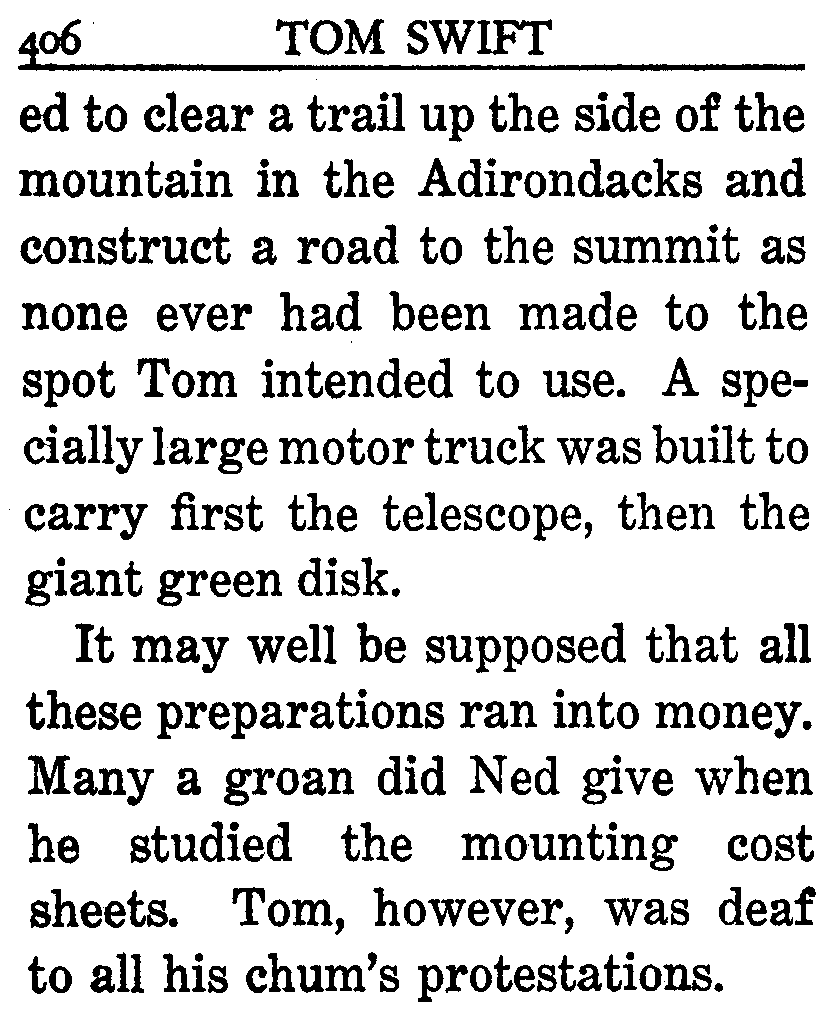 406 TOM SWIFT
ed to clear a trail up the side of the
mountain in the Adirondacks and
construct a road to the summit as
none ever had been made to the
spot Tom intended to use. A spe-
cially large motor truck was built to
carry first the telescope, then the
giant green disk.
It may well be supposed that all
these preparations ran into money.
Many a groan did Ned give when
he studied the mounting cost
sheets. Tom, however, was deaf
to all his chum's protestations.